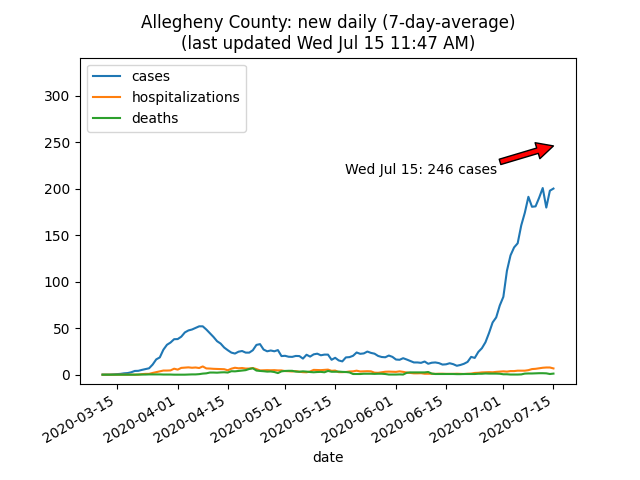 Allegheny County: new daily (7-day-average)
(last updated Wed Jul 15 11:47 AM)
cases
hospitalizations
deaths
300
250
200
150
100
50
0
Wed Jul 15: 246 cases
2020-03-15
2020-04-01
2020-04-15
2020-05-01
2020-05-15
2020-06-01
2020-06-15
2020-07-01
2020-07-15
date